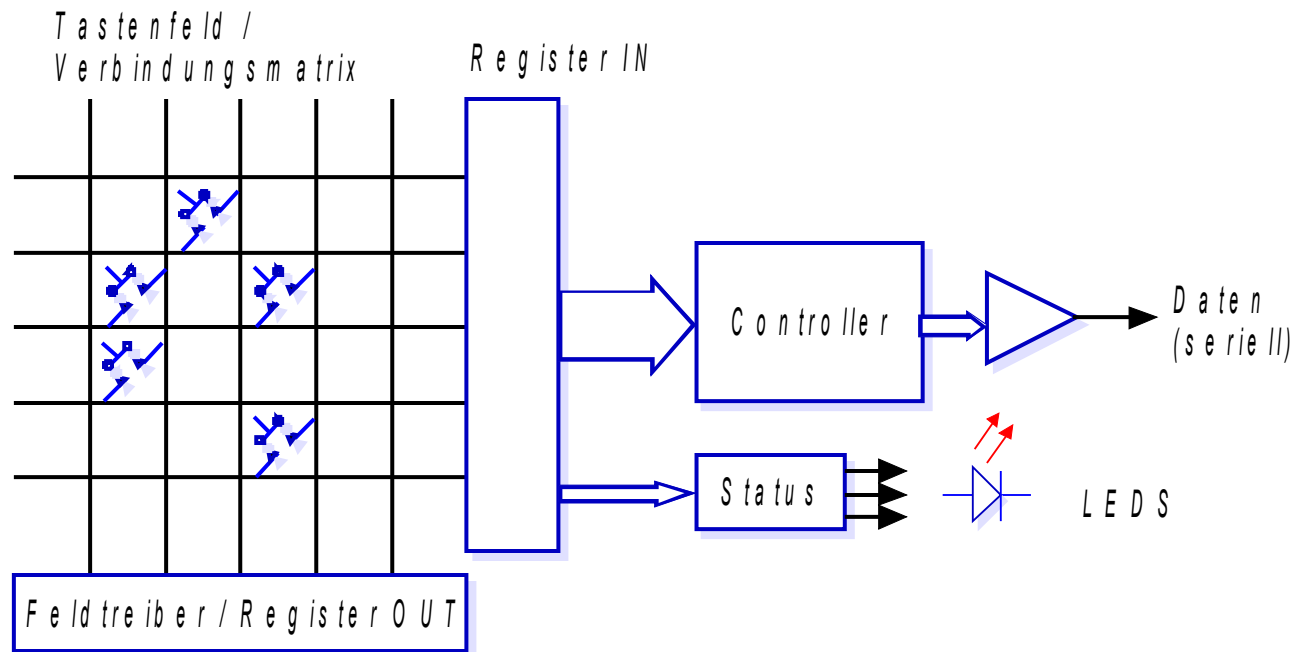 Tastenfeld /
Verbindungsmatrix
Register IN
Controller
Daten
(seriell)
Status
LEDS
Feldtreiber / Register OUT